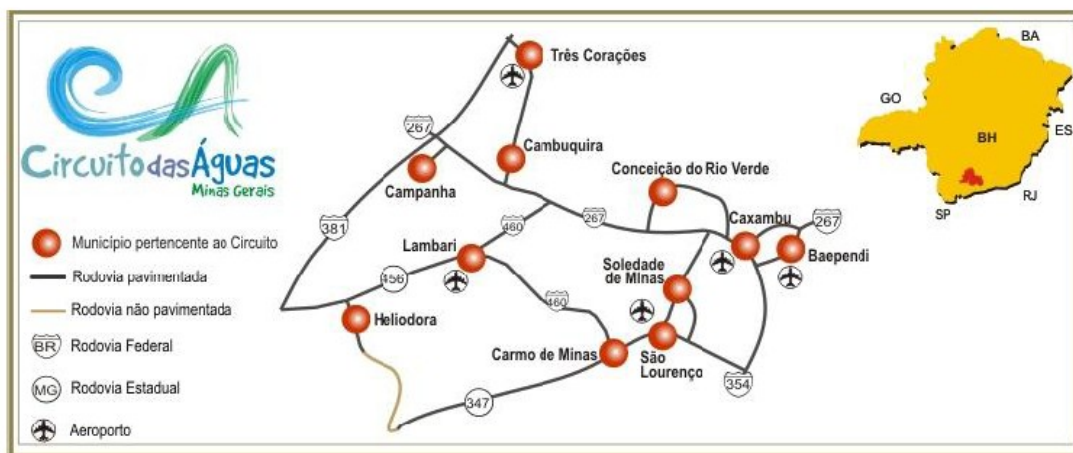 Circuito das Águas
Minas Gerais
Município pertencente ao Circuito
Rodovia pavimentada
Rodovia não pavimentada
BR Rodovia Federal
MG Rodovia Estadual
Aeroporto
Três Corações
267
Cambuquira
Campanha
Conceição do Rio Verde
381
Lambari
460
267
Caxambu
267
Baependi
456
Soledade
de Minas
460
Heliodora
Carmo de Minas
São
Lourenço
354
347
BA
GO
ES
BH
SP
RJ